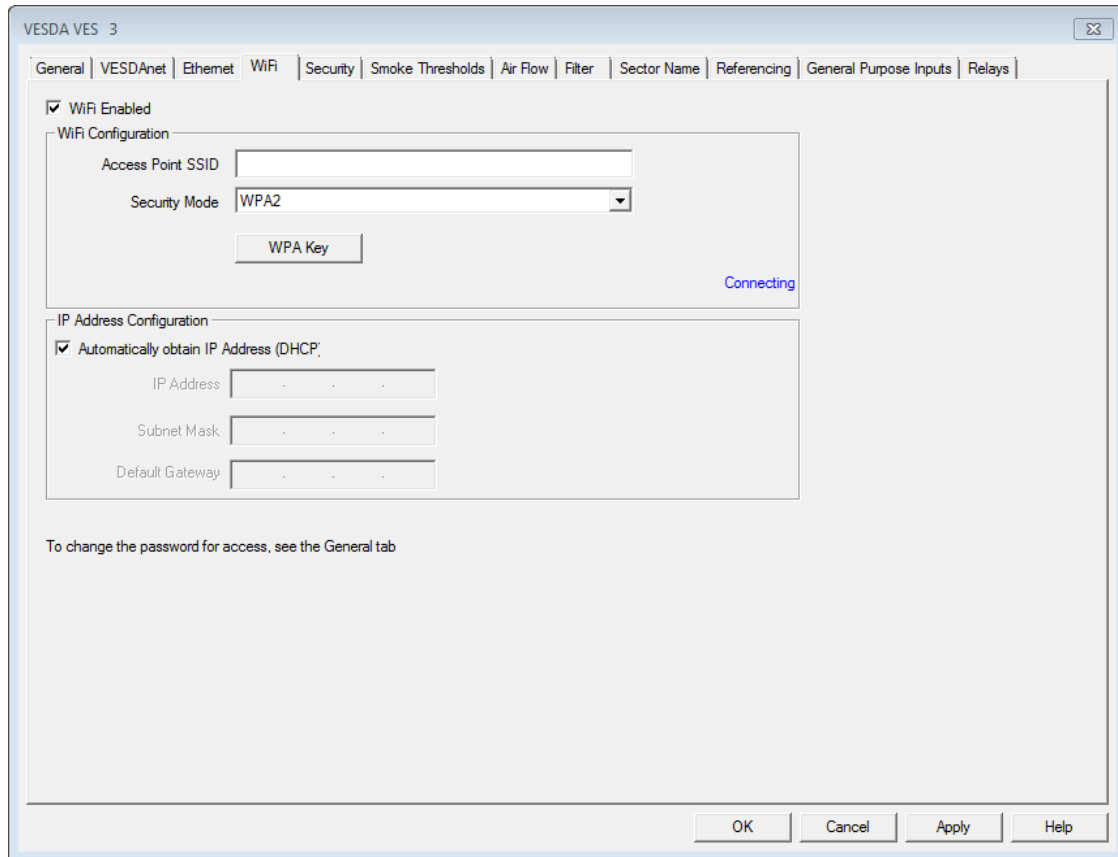 VESDA VES   3
General VESDAnet Ethernet WiFi Security Smoke Thresholds Air Flow Filter Sector Name Referencing General Purpose Inputs Relays
WiFi Enabled
WiFi Configuration
Access Point SSID
Security Mode WPA2
WPA Key
Connecting
IP Address Configuration
Automatically obtain IP Address (DHCP)
IP Address . . .
Subnet Mask . . .
Default Gateway . . .
To change the password for access, see the General tab
OK Cancel Apply Help